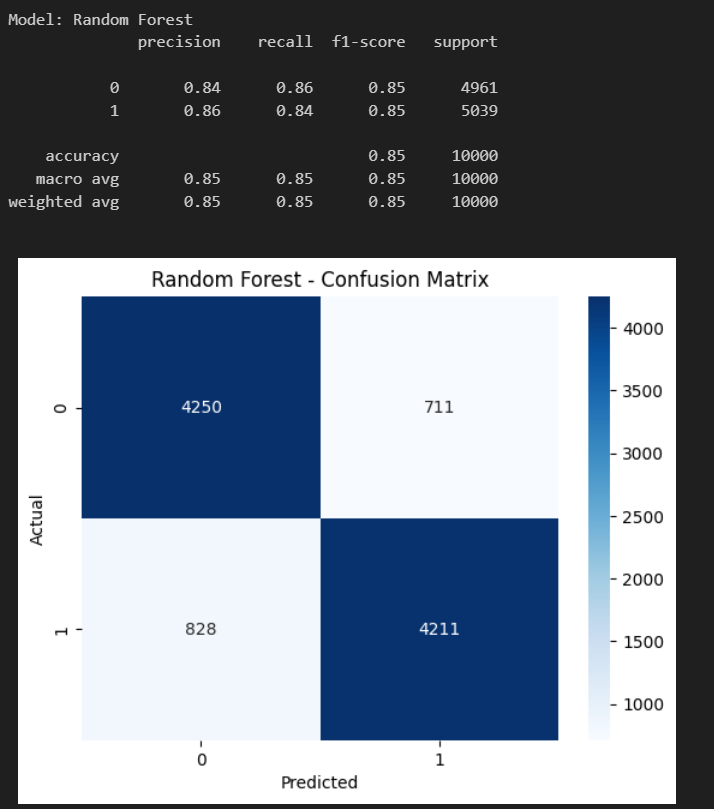 Model: Random Forest
precision recall f1-score support
0 0.84 0.86 0.85 4961
1 0.86 0.84 0.85 5039
accuracy 0.85 10000
macro avg 0.85 0.85 0.85 10000
weighted avg 0.85 0.85 0.85 10000
Random Forest - Confusion Matrix
4000
3500
3000
2500
2000
1500
1000
Actual
0
4250 711
1
828 4211
0 1
Predicted